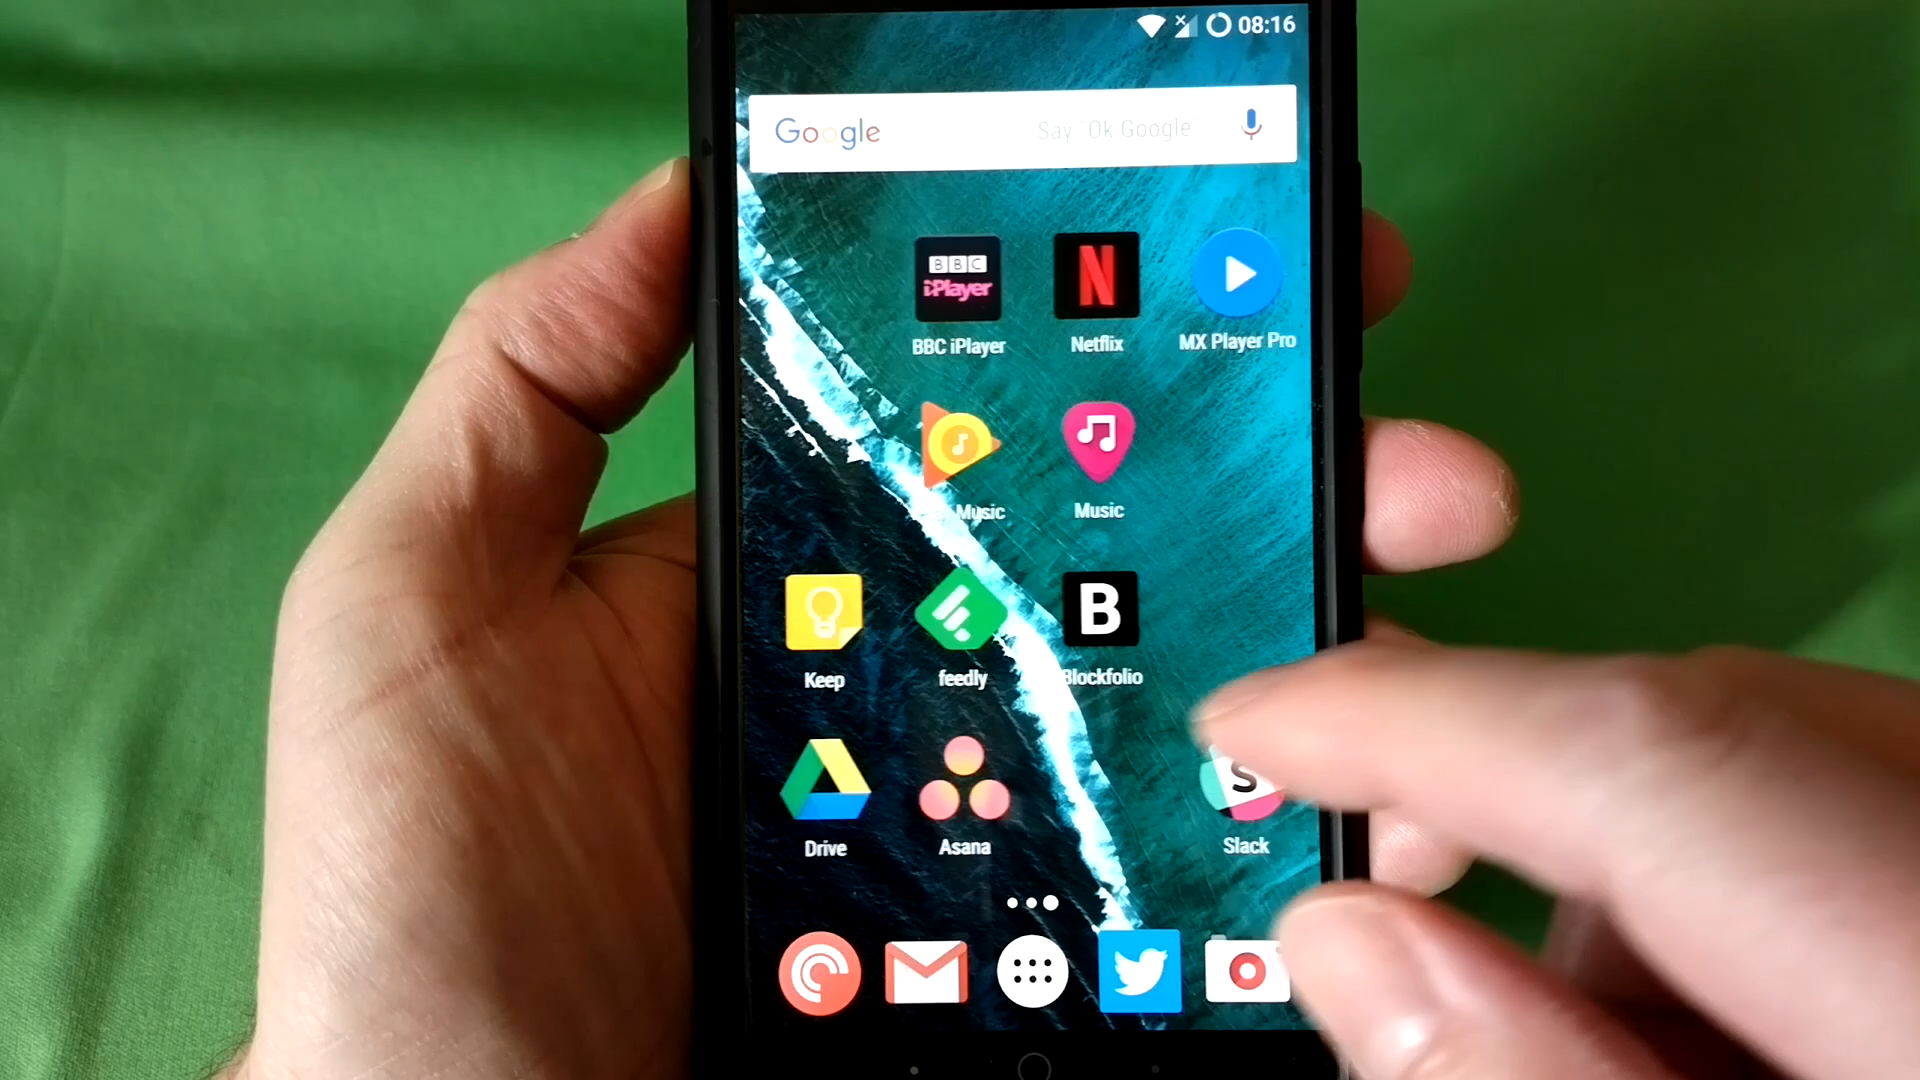 08:16
Google Say "Ok Google"
BBC
iPlayer
N
BBC iPlayer Netflix MX Player Pro
Music Music
B
Keep feedly Blockfolio
S
Drive Asana Slack